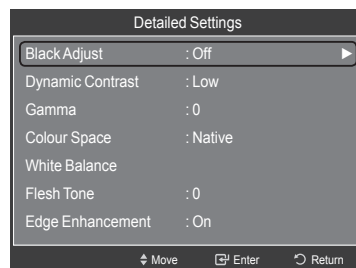 Detailed Settings
Black Adjust : Off
Dynamic Contrast : Low
Gamma : 0
Colour Space : Native
White Balance
Flesh Tone : 0
Edge Enhancement : On
Move Enter Return